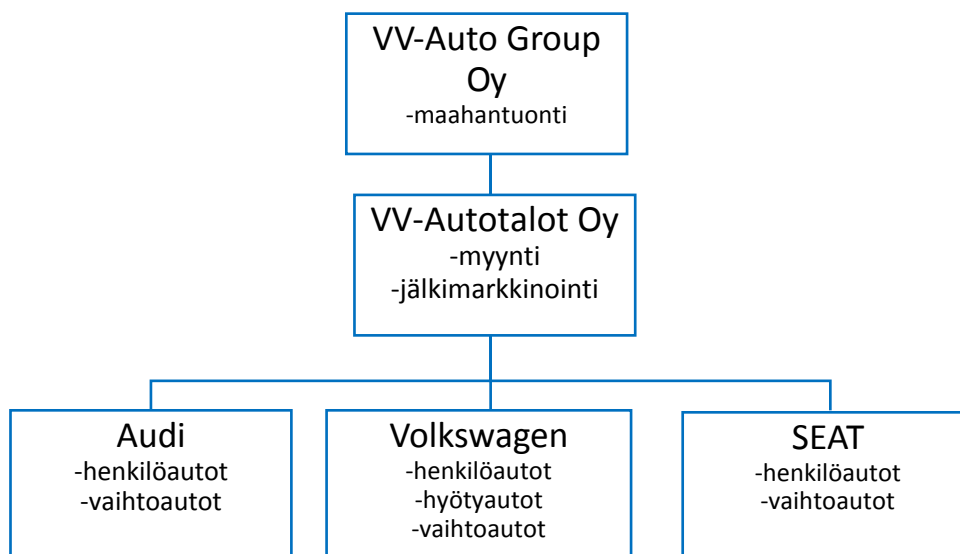 VV-Auto Group
Oy
-maahantuonti
VV-Autotalot Oy
-myynti
-jälkimarkkinointi
Audi
-henkilöautot
-vaihtoautot
Volkswagen
-henkilöautot
-hyötyautot
-vaihtoautot
SEAT
-henkilöautot
-vaihtoautot